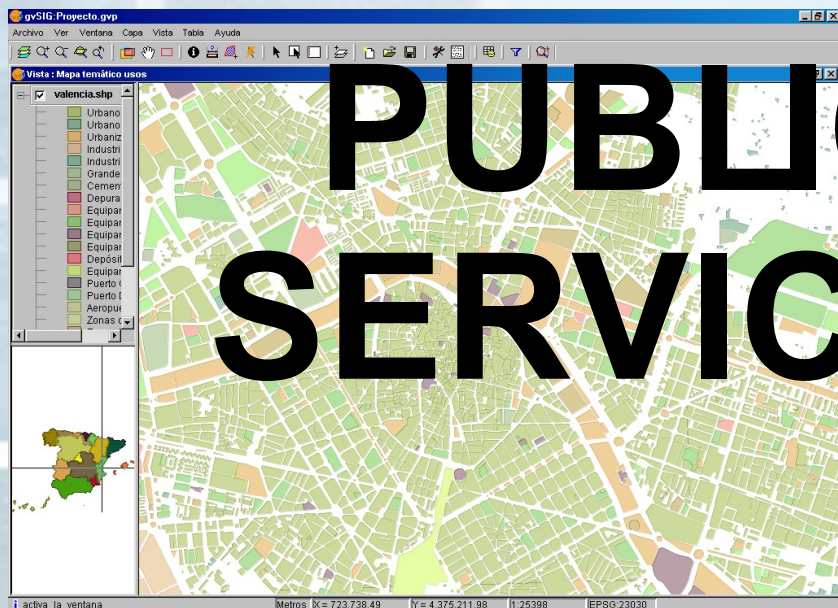 gvSIG:Proyecto.gvp
Archivo Ver Ventana Capa Vista Tabla Ayuda
Vista : Mapa temático usos
valencia.shp
Urbano
Urbano
Urbaniz
Industri
Industri
Grande
Cemen
Depura
Equipar
Equipar
Equipar
Equipar
Depósit
Equipar
Puerto
Puerto
Aeropue
Zonas
PUBLIC
SERVIC
activa la ventana
Metros X = 723.738.49 Y = 4.375.211.98 1:25398 EPSG:23030